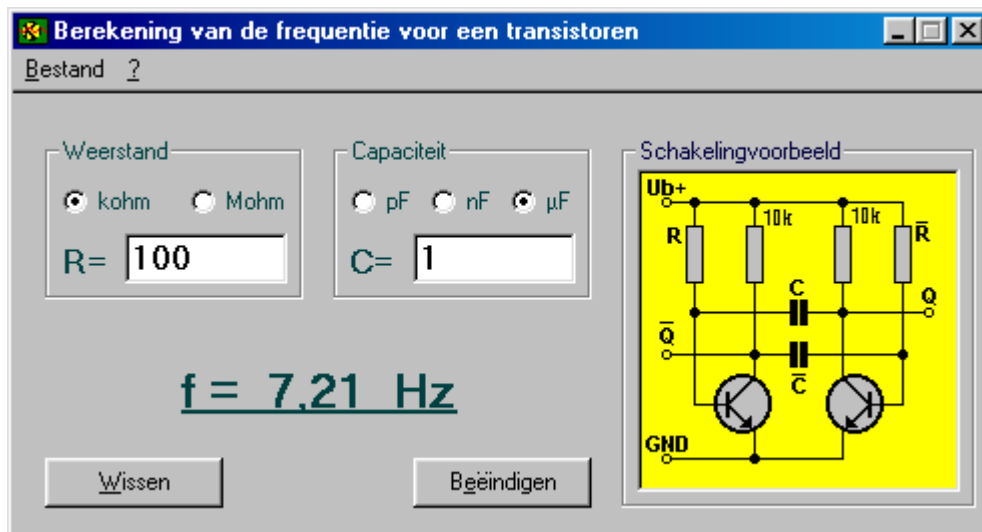 Berekening van de frequentie voor een transistoren
Bestand ?
Weerstand
kohm Mohm
R= 100
Capaciteit
pF nF µF
C= 1
f = 7,21 Hz
Wissen
Beëindigen
Schakelingvoorbeeld
Ub+
10k 10k
R R̅
C
Q
Q̅
C̅
GND